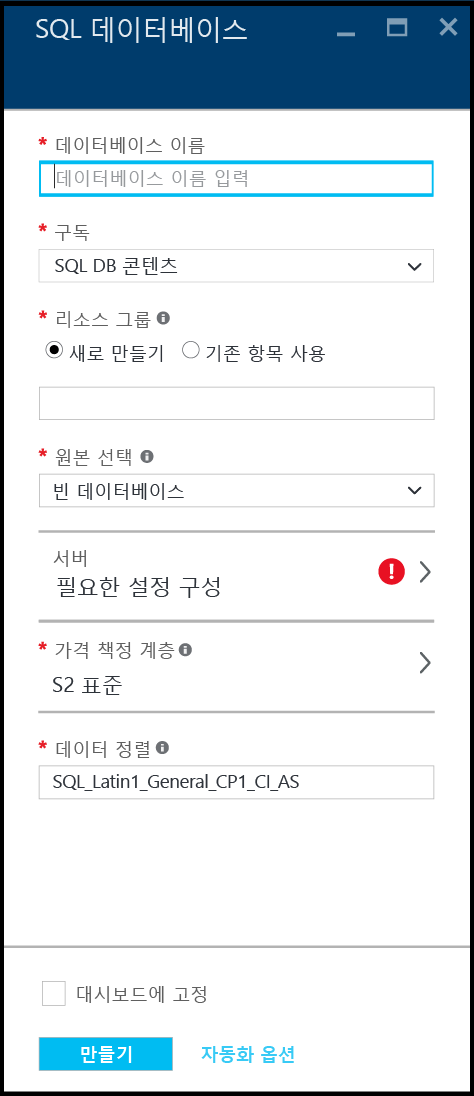 SQL 데이터베이스
* 데이터베이스 이름
데이터베이스 이름 입력
* 구독
SQL DB 콘텐츠
* 리소스 그룹
새로 만들기 기존 항목 사용
* 원본 선택
빈 데이터베이스
서버
필요한 설정 구성
* 가격 책정 계층
S2 표준
* 데이터 정렬
SQL_Latin1_General_CP1_CI_AS
대시보드에 고정
만들기 자동화 옵션